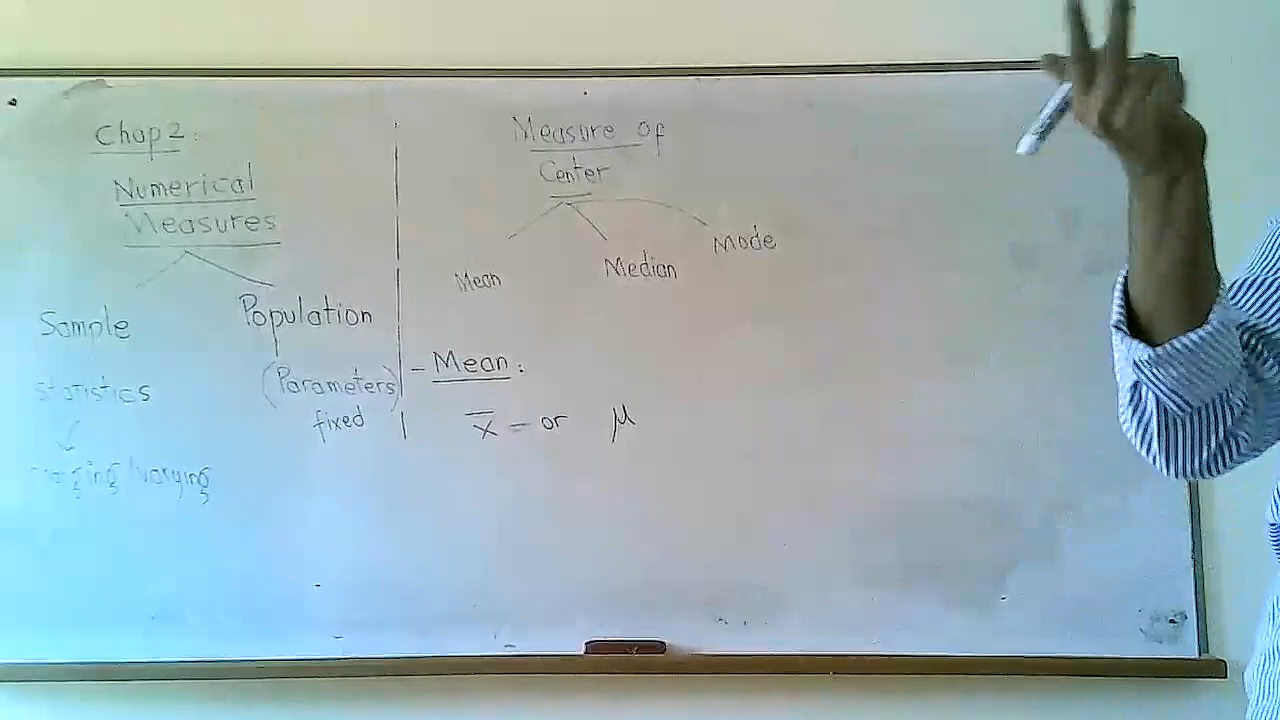 Chap 2:
Numerical
Measures
Sample
Population
statistics
(Parameters)
fixed
/varying
Measure of
Center
Mean
Median
Mode
- Mean:
x̄ - or μ